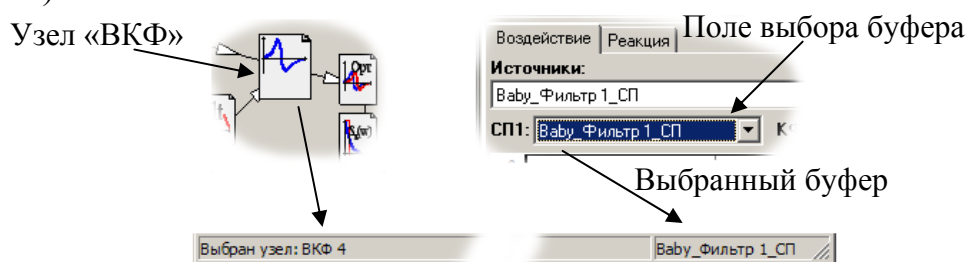 Узел «ВКФ»
Опт
S(w)
Воздействие Реакция
Поле выбора буфера
Источники:
Baby_Фильтр 1_СП
СП1: Baby_Фильтр 1_СП
Выбранный буфер
Выбран узел: ВКФ 4
Baby_Фильтр 1_СП